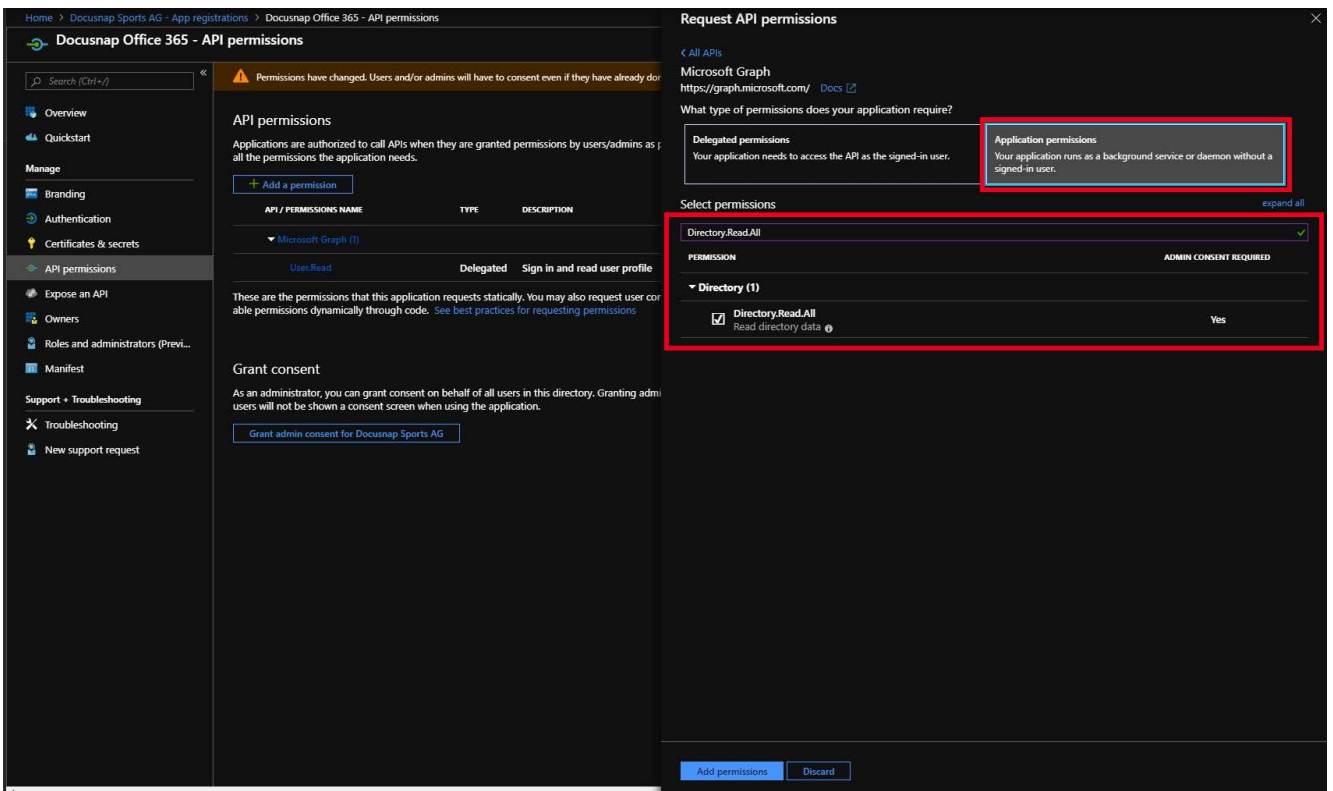 Home > Docusnap Sports AG - App registrations > Docusnap Office 365 - API permissions
Docusnap Office 365 - API permissions
Search (Ctrl+/)
«
Overview
Quickstart
Manage
Branding
Authentication
Certificates & secrets
API permissions
Expose an API
Owners
Roles and administrators (Previ...
Manifest
Support + Troubleshooting
Troubleshooting
New support request
Permissions have changed. Users and/or admins will have to consent even if they have already dor
API permissions
Applications are authorized to call APIs when they are granted permissions by users/admins as p
all the permissions the application needs.
+ Add a permission
API / PERMISSIONS NAME TYPE DESCRIPTION
Microsoft Graph (1)
User.Read Delegated Sign in and read user profile
These are the permissions that this application requests statically. You may also request user cor
able permissions dynamically through code. See best practices for requesting permissions
Grant consent
As an administrator, you can grant consent on behalf of all users in this directory. Granting admi
users will not be shown a consent screen when using the application.
Grant admin consent for Docusnap Sports AG
Request API permissions
< All APIs
Microsoft Graph
https://graph.microsoft.com/ Docs
What type of permissions does your application require?
Delegated permissions
Your application needs to access the API as the signed-in user.
Application permissions
Your application runs as a background service or daemon without a
signed-in user.
Select permissions expand all
Directory.Read.All
PERMISSION ADMIN CONSENT REQUIRED
Directory (1)
Directory.Read.All
Read directory data
Yes
Add permissions Discard